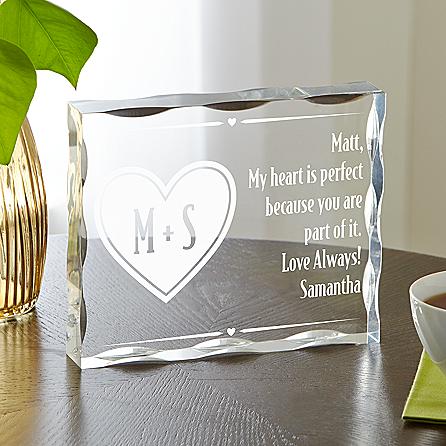 M + S
Matt,
My heart is perfect
because you are
part of it.
Love Always!
Samantha